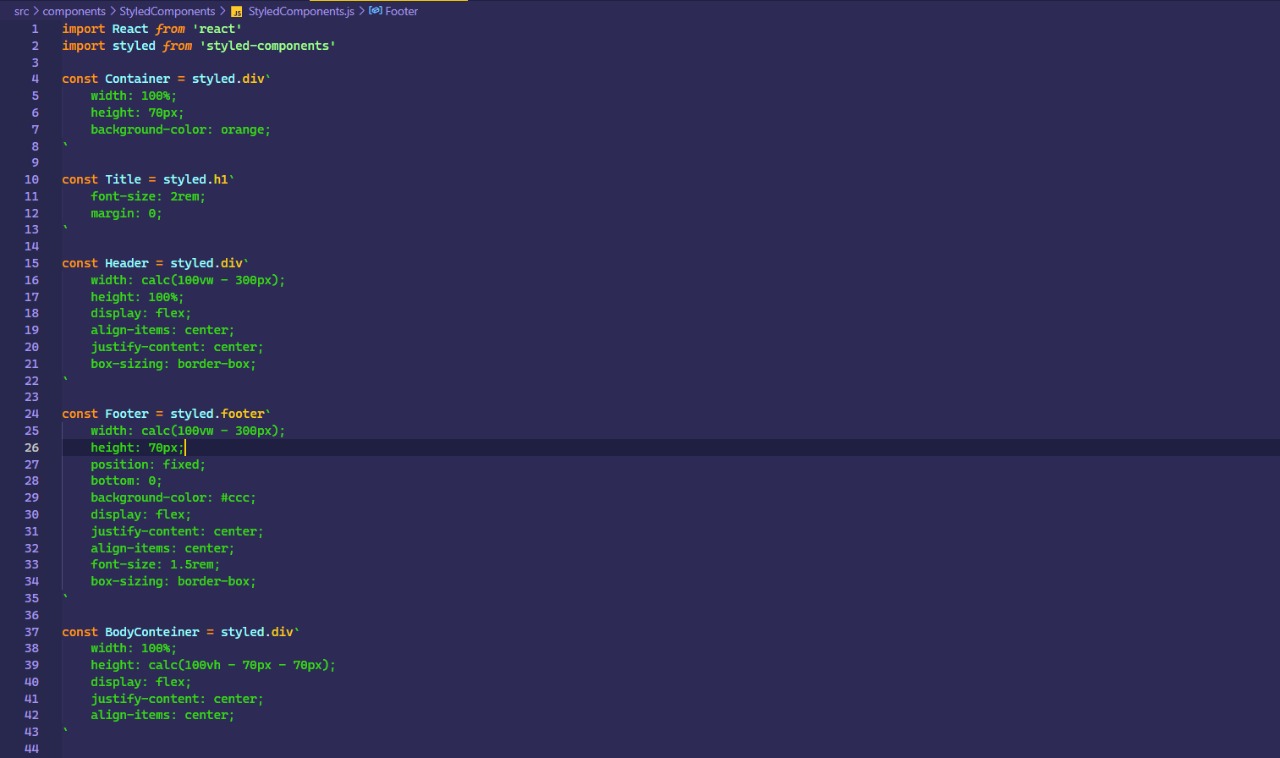 src > components > StyledComponents > JS StyledComponents.js > Footer
1 import React from 'react'
2 import styled from 'styled-components'
3
4 const Container = styled.div`
5 width: 100%;
6 height: 70px;
7 background-color: orange;
8 `
9
10 const Title = styled.h1`
11 font-size: 2rem;
12 margin: 0;
13 `
14
15 const Header = styled.div`
16 width: calc(100vw - 300px);
17 height: 100%;
18 display: flex;
19 align-items: center;
20 justify-content: center;
21 box-sizing: border-box;
22 `
23
24 const Footer = styled.footer`
25 width: calc(100vw - 300px);
26 height: 70px;
27 position: fixed;
28 bottom: 0;
29 background-color: #ccc;
30 display: flex;
31 justify-content: center;
32 align-items: center;
33 font-size: 1.5rem;
34 box-sizing: border-box;
35 `
36
37 const BodyConteiner = styled.div`
38 width: 100%;
39 height: calc(100vh - 70px - 70px);
40 display: flex;
41 justify-content: center;
42 align-items: center;
43 `
44